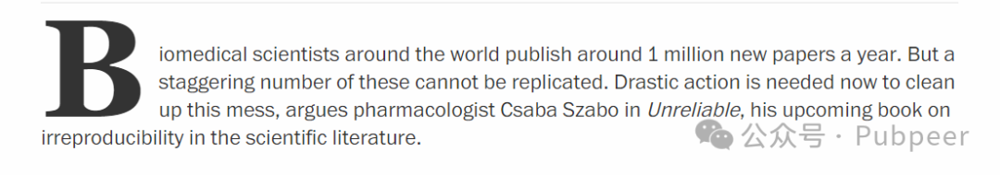 Biomedical scientists around the world publish around 1 million new papers a year. But a
staggering number of these cannot be replicated. Drastic action is needed now to clean
up this mess, argues pharmacologist Csaba Szabo in Unreliable, his upcoming book on
irreproducibility in the scientific literature.
公众号 · Pubpeer